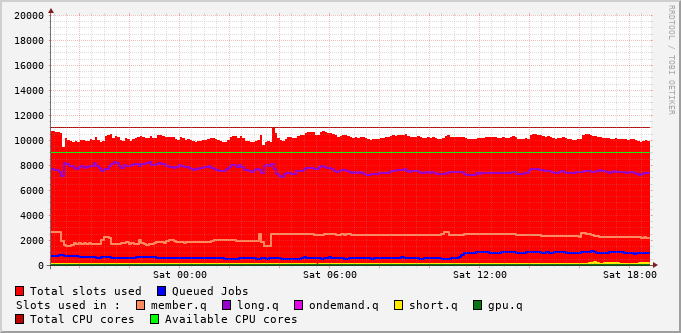 RRDTOOL / TOBI OETIKER
20000
18000
16000
14000
12000
10000
8000
6000
4000
2000
0
Sat 00:00 Sat 06:00 Sat 12:00 Sat 18:00
Total slots used Queued Jobs
Slots used in : member.q long.q ondemand.q short.q gpu.q
Total CPU cores Available CPU cores